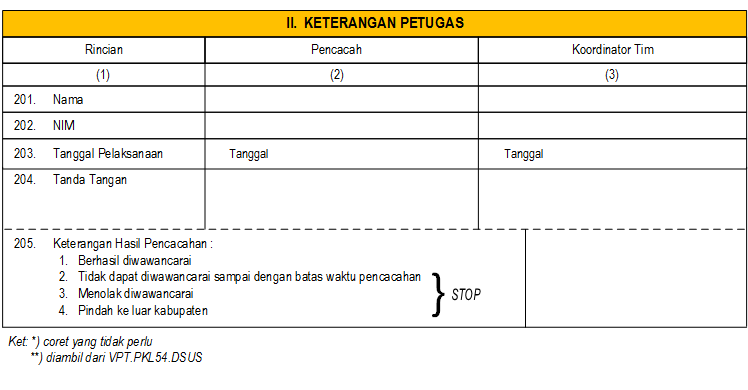 II. KETERANGAN PETUGAS
Rincian Pencacah Koordinator Tim
(1) (2) (3)
201. Nama
202. NIM
203. Tanggal Pelaksanaan Tanggal Tanggal
204. Tanda Tangan
205. Keterangan Hasil Pencacahan :
1. Berhasil diwawancarai
2. Tidak dapat diwawancarai sampai dengan batas waktu pencacahan
3. Menolak diwawancarai STOP
4. Pindah ke luar kabupaten
Ket: *) coret yang tidak perlu
**) diambil dari VPT.PKL54.DSUS